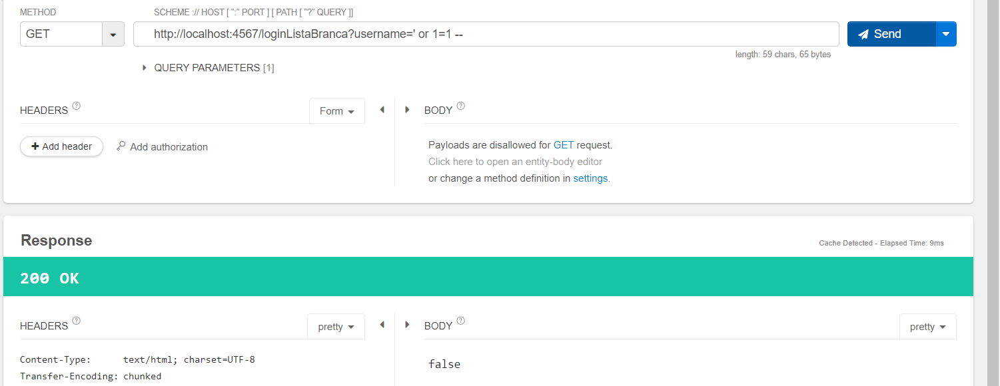 METHOD SCHEME :// HOST [ ":" PORT ] [ PATH [ "?" QUERY ]]
GET http://localhost:4567/loginListaBranca?username=' or 1=1 -- Send
length: 59 chars, 65 bytes
QUERY PARAMETERS [1]
HEADERS ? Form BODY ?
+ Add header Add authorization
Payloads are disallowed for GET request.
Click here to open an entity-body editor
or change a method definition in settings.
Response
Cache Detected - Elapsed Time: 9ms
200 OK
HEADERS ? pretty BODY ? pretty
Content-Type: text/html; charset=UTF-8
Transfer-Encoding: chunked
false